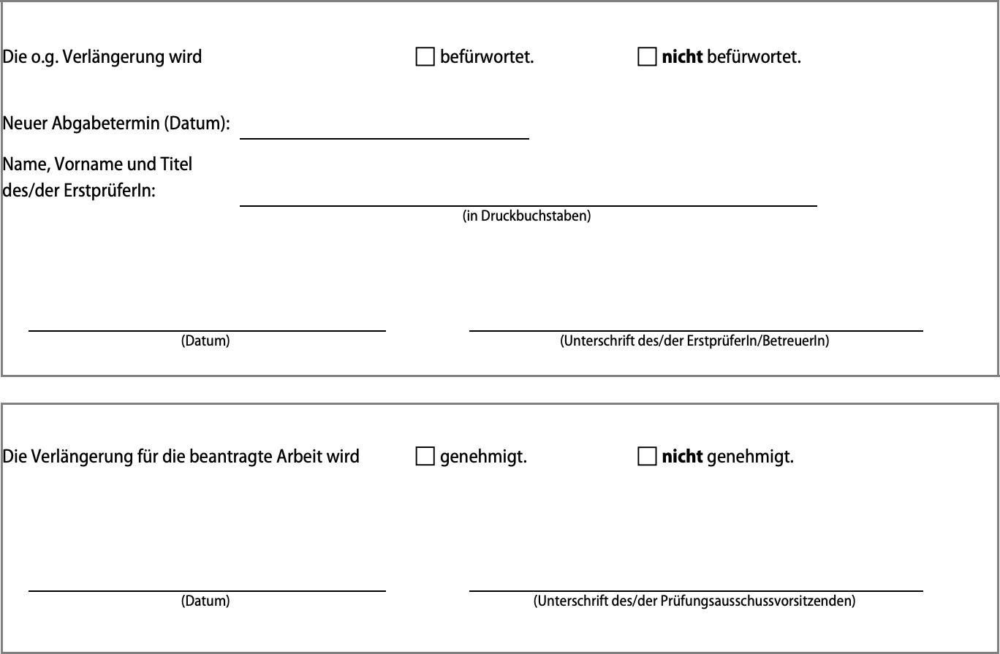 Die o.g. Verlängerung wird befürwortet. nicht befürwortet.
Neuer Abgabetermin (Datum):
Name, Vorname und Titel
des/der ErstprüferIn:
(in Druckbuchstaben)
(Datum) (Unterschrift des/der ErstprüferIn/BetreuerIn)
Die Verlängerung für die beantragte Arbeit wird genehmigt. nicht genehmigt.
(Datum) (Unterschrift des/der Prüfungsausschussvorsitzenden)